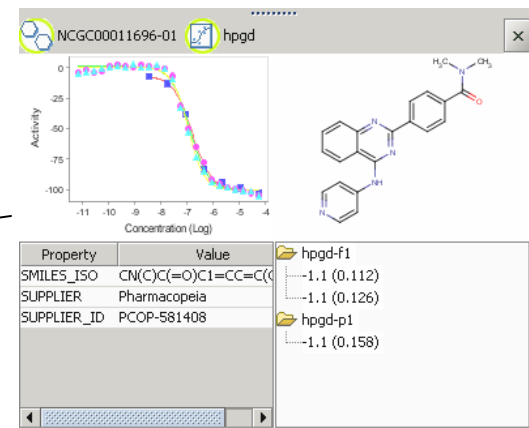 NCGC00011696-01 hpgd
Activity
0
-25
-50
-75
-100
-11 -10 -9 -8 -7 -6 -5 -4
Concentration (Log)
H₃C CH₃
N
O
N
N
NH
N
Property Value
SMILES_ISO CN(C)C(=O)C1=CC=C(C
SUPPLIER Pharmacopeia
SUPPLIER_ID PCOP-581408
hpgd-f1
-1.1 (0.112)
-1.1 (0.126)
hpgd-p1
-1.1 (0.158)